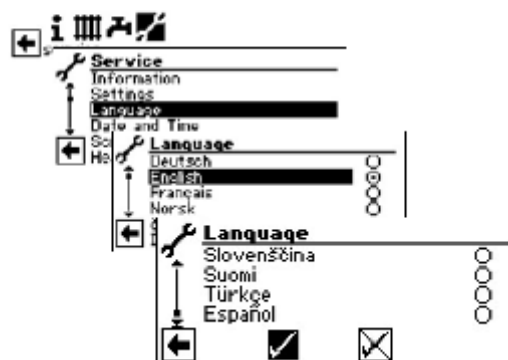 Service
Information
Settings
Language
Date and Time
Language
Deutsch
English
Français
Norsk
Language
Slovenščina
Suomi
Türkçe
Español